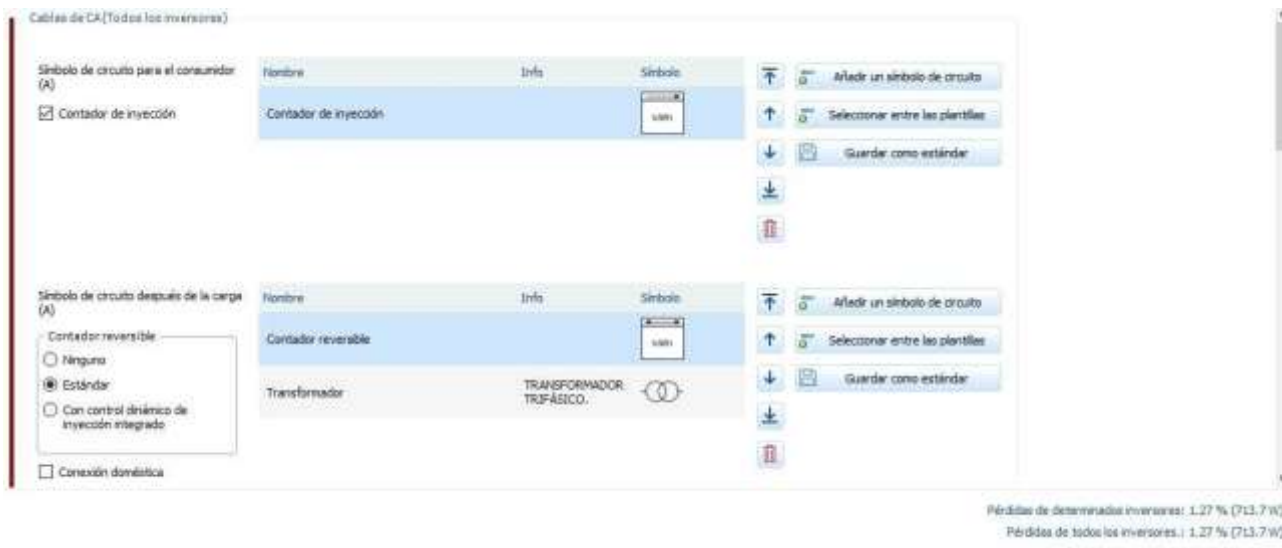 Cables de CA(Todos los inversores)
Símbolo de circuito para el consumidor
(A)
Contador de inyección
Nombre Info Símbolo
Contador de inyección
kWh
Añadir un símbolo de circuito
Seleccionar entre las plantillas
Guardar como estándar
Símbolo de circuito después de la carga
(A)
Contador reversible
Ninguno
Estándar
Con control dinámico de
inyección integrado
Conexión doméstica
Nombre Info Símbolo
Contador reversible
kWh
Transformador TRANSFORMADOR
TRIFÁSICO.
Añadir un símbolo de circuito
Seleccionar entre las plantillas
Guardar como estándar
Pérdidas de determinados inversores: 1.27 % (713.7 W)
Pérdidas de todos los inversores.: 1.27 % (713.7 W)